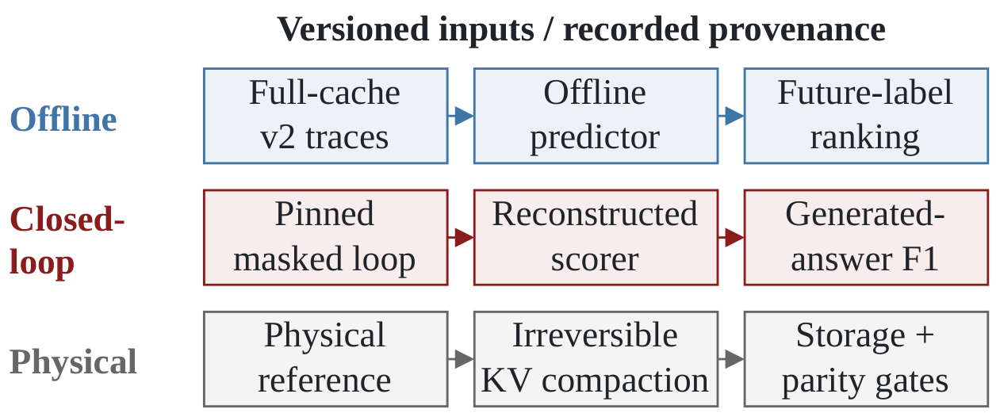 Versioned inputs / recorded provenance
Offline
Full-cache
v2 traces
Offline
predictor
Future-label
ranking
Closed-
loop
Pinned
masked loop
Reconstructed
scorer
Generated-
answer F1
Physical
Physical
reference
Irreversible
KV compaction
Storage +
parity gates